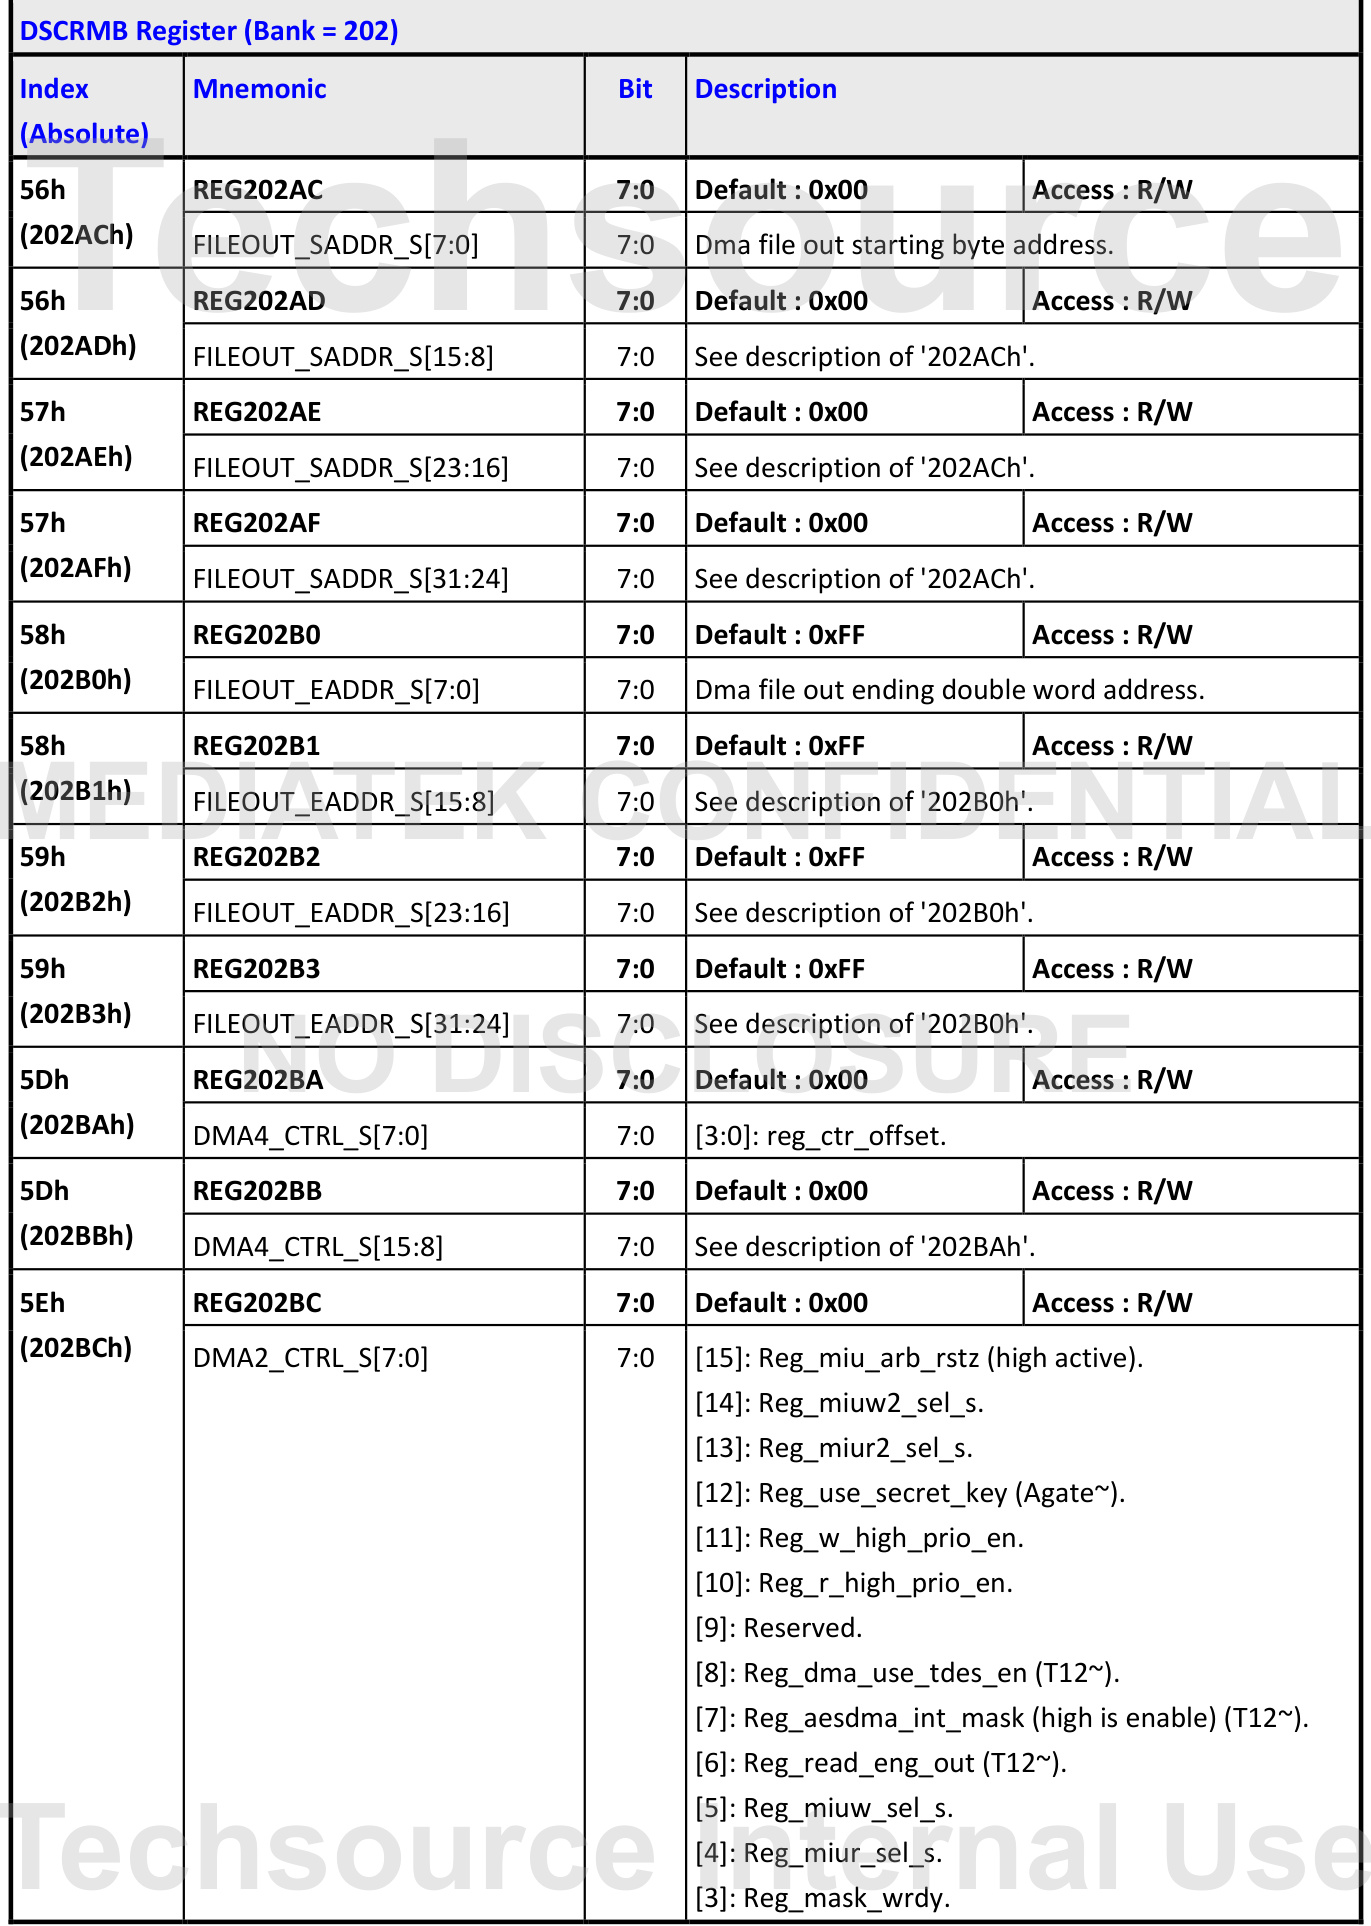 DSCRMB Register (Bank = 202)
Index (Absolute) Mnemonic Bit Description
56h (202ACh) REG202AC 7:0 Default : 0x00 Access : R/W
FILEOUT_SADDR_S[7:0] 7:0 Dma file out starting byte address.
56h (202ADh) REG202AD 7:0 Default : 0x00 Access : R/W
FILEOUT_SADDR_S[15:8] 7:0 See description of '202ACh'.
57h (202AEh) REG202AE 7:0 Default : 0x00 Access : R/W
FILEOUT_SADDR_S[23:16] 7:0 See description of '202ACh'.
57h (202AFh) REG202AF 7:0 Default : 0x00 Access : R/W
FILEOUT_SADDR_S[31:24] 7:0 See description of '202ACh'.
58h (202B0h) REG202B0 7:0 Default : 0xFF Access : R/W
FILEOUT_EADDR_S[7:0] 7:0 Dma file out ending double word address.
58h (202B1h) REG202B1 7:0 Default : 0xFF Access : R/W
FILEOUT_EADDR_S[15:8] 7:0 See description of '202B0h'.
59h (202B2h) REG202B2 7:0 Default : 0xFF Access : R/W
FILEOUT_EADDR_S[23:16] 7:0 See description of '202B0h'.
59h (202B3h) REG202B3 7:0 Default : 0xFF Access : R/W
FILEOUT_EADDR_S[31:24] 7:0 See description of '202B0h'.
5Dh (202BAh) REG202BA 7:0 Default : 0x00 Access : R/W
DMA4_CTRL_S[7:0] 7:0 [3:0]: reg_ctr_offset.
5Dh (202BBh) REG202BB 7:0 Default : 0x00 Access : R/W
DMA4_CTRL_S[15:8] 7:0 See description of '202BAh'.
5Eh (202BCh) REG202BC 7:0 Default : 0x00 Access : R/W
DMA2_CTRL_S[7:0] 7:0 [15]: Reg_miu_arb_rstz (high active).
[14]: Reg_miuw2_sel_s.
[13]: Reg_miur2_sel_s.
[12]: Reg_use_secret_key (Agate~).
[11]: Reg_w_high_prio_en.
[10]: Reg_r_high_prio_en.
[9]: Reserved.
[8]: Reg_dma_use_tdes_en (T12~).
[7]: Reg_aesdma_int_mask (high is enable) (T12~).
[6]: Reg_read_eng_out (T12~).
[5]: Reg_miuw_sel_s.
[4]: Reg_miur_sel_s.
[3]: Reg_mask_wrdy.
Techsource
MEDIATEK CONFIDENTIAL
NO DISCLOSURE
Techsource Internal Use